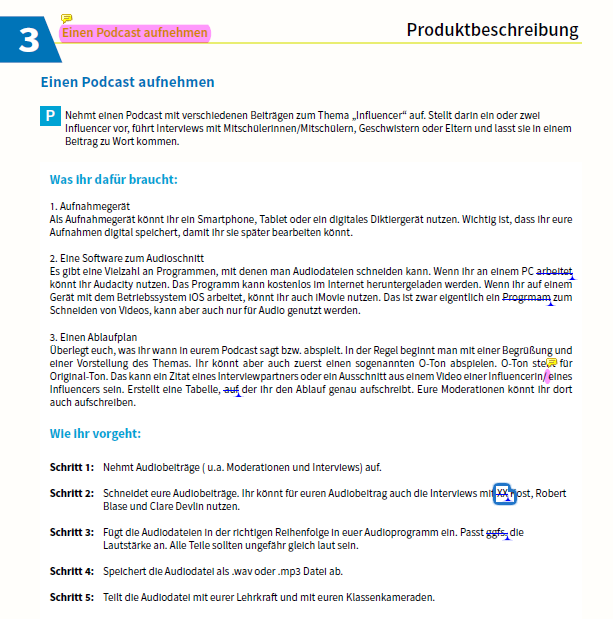 3
Einen Podcast aufnehmen
Produktbeschreibung
Einen Podcast aufnehmen
P Nehmt einen Podcast mit verschiedenen Beiträgen zum Thema „Influencer“ auf. Stellt darin ein oder zwei
Influencer vor, führt Interviews mit Mitschülerinnen/Mitschülern, Geschwistern oder Eltern und lasst sie in einem
Beitrag zu Wort kommen.
Was ihr dafür braucht:
1. Aufnahmegerät
Als Aufnahmegerät könnt ihr ein Smartphone, Tablet oder ein digitales Diktiergerät nutzen. Wichtig ist, dass ihr eure
Aufnahmen digital speichert, damit ihr sie später bearbeiten könnt.
2. Eine Software zum Audioschnitt
Es gibt eine Vielzahl an Programmen, mit denen man Audiodateien schneiden kann. Wenn ihr an einem PC arbeitet,
könnt ihr Audacity nutzen. Das Programm kann kostenlos im Internet heruntergeladen werden. Wenn ihr auf einem
Gerät mit dem Betriebssystem iOS arbeitet, könnt ihr auch iMovie nutzen. Das ist zwar eigentlich ein Progrmam zum
Schneiden von Videos, kann aber auch nur für Audio genutzt werden.
3. Einen Ablaufplan
Überlegt euch, was ihr wann in eurem Podcast sagt bzw. abspielt. In der Regel beginnt man mit einer Begrüßung und
einer Vorstellung des Themas. Ihr könnt aber auch zuerst einen sogenannten O-Ton abspielen. O-Ton für
Original-Ton. Das kann ein Zitat eines Interviewpartners oder ein Ausschnitt aus einem Video einer Influencerin/eines
Influencers sein. Erstellt eine Tabelle, auf der ihr den Ablauf genau aufschreibt. Eure Moderationen könnt ihr dort
auch aufschreiben.
Wie ihr vorgeht:
Schritt 1: Nehmt Audiobeiträge ( u.a. Moderationen und Interviews) auf.
Schritt 2: Schneidet eure Audiobeiträge. Ihr könnt für euren Audiobeitrag auch die Interviews mit XX Robert
Blase und Clare Devlin nutzen.
Schritt 3: Fügt die Audiodateien in der richtigen Reihenfolge in euer Audioprogramm ein. Passt ggfs. die
Lautstärke an. Alle Teile sollten ungefähr gleich laut sein.
Schritt 4: Speichert die Audiodatei als .wav oder .mp3 Datei ab.
Schritt 5: Teilt die Audiodatei mit eurer Lehrkraft und mit euren Klassenkameraden.